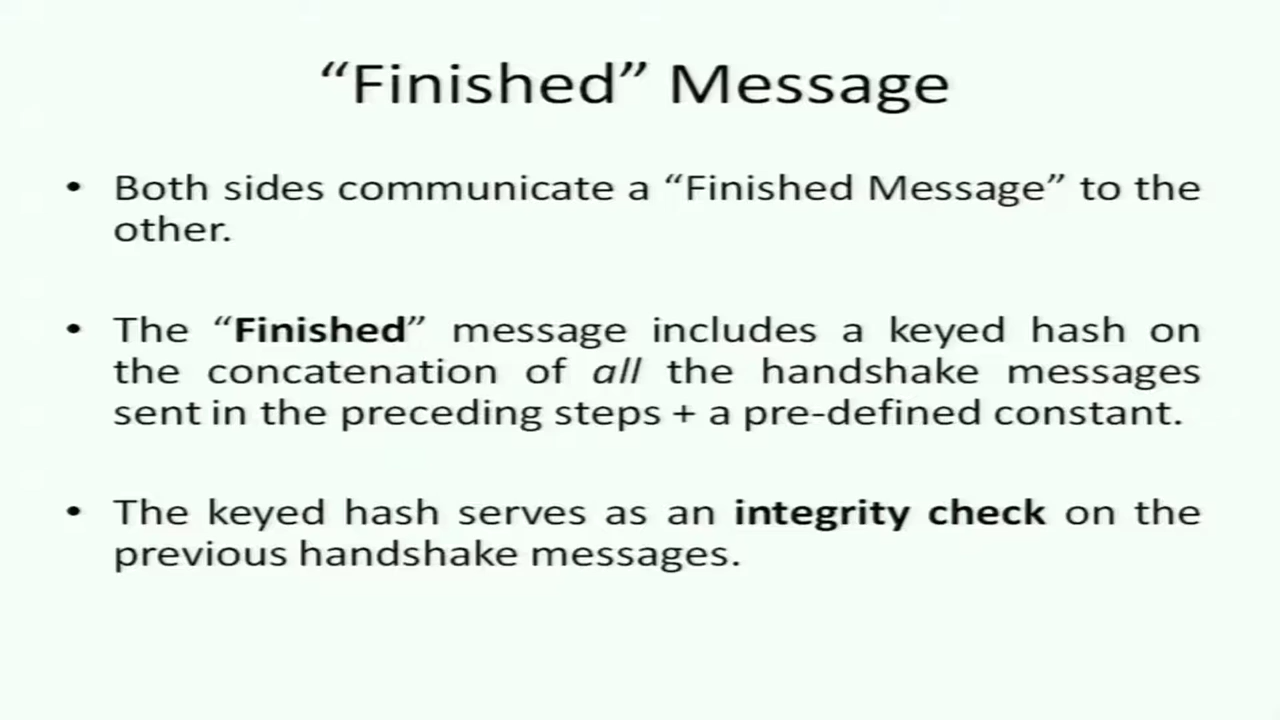 “Finished” Message
• Both sides communicate a “Finished Message” to the
other.
• The “Finished” message includes a keyed hash on
the concatenation of all the handshake messages
sent in the preceding steps + a pre-defined constant.
• The keyed hash serves as an integrity check on the
previous handshake messages.